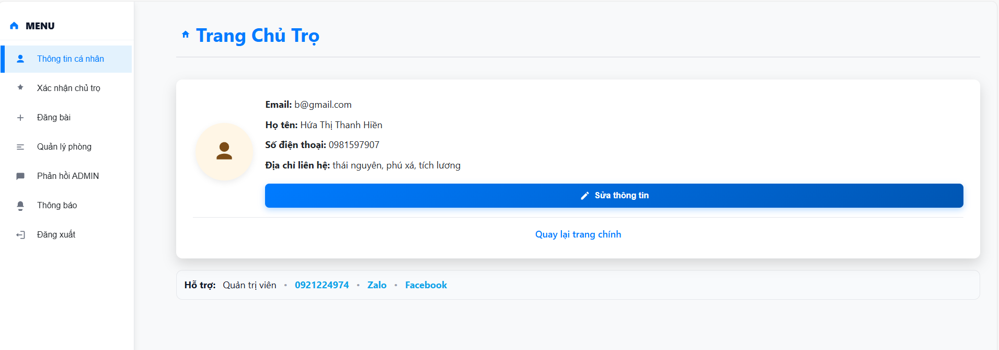 MENU
Thông tin cá nhân
Xác nhận chủ trọ
Đăng bài
Quản lý phòng
Phản hồi ADMIN
Thông báo
Đăng xuất
Trang Chủ Trọ
Email: b@gmail.com
Họ tên: Hứa Thị Thanh Hiền
Số điện thoại: 0981597907
Địa chỉ liên hệ: thái nguyên, phú xá, tích lương
Sửa thông tin
Quay lại trang chính
Hỗ trợ: Quản trị viên • 0921224974 • Zalo • Facebook